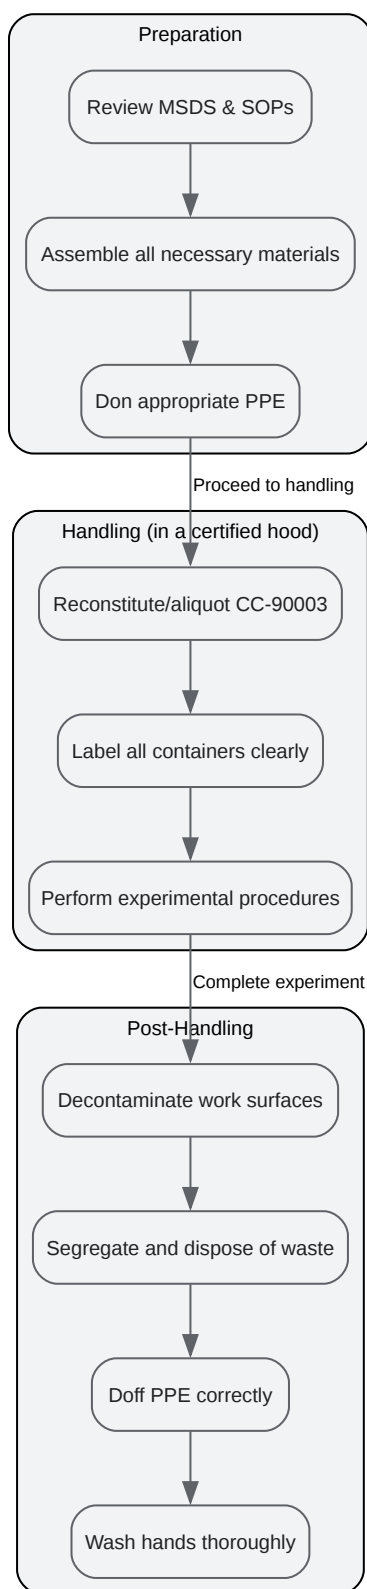 Preparation
Review MSDS & SOPs
Assemble all necessary materials
Don appropriate PPE
Proceed to handling
Handling (in a certified hood)
Reconstitute/aliquot CC-90003
Label all containers clearly
Perform experimental procedures
Complete experiment
Post-Handling
Decontaminate work surfaces
Segregate and dispose of waste
Doff PPE correctly
Wash hands thoroughly